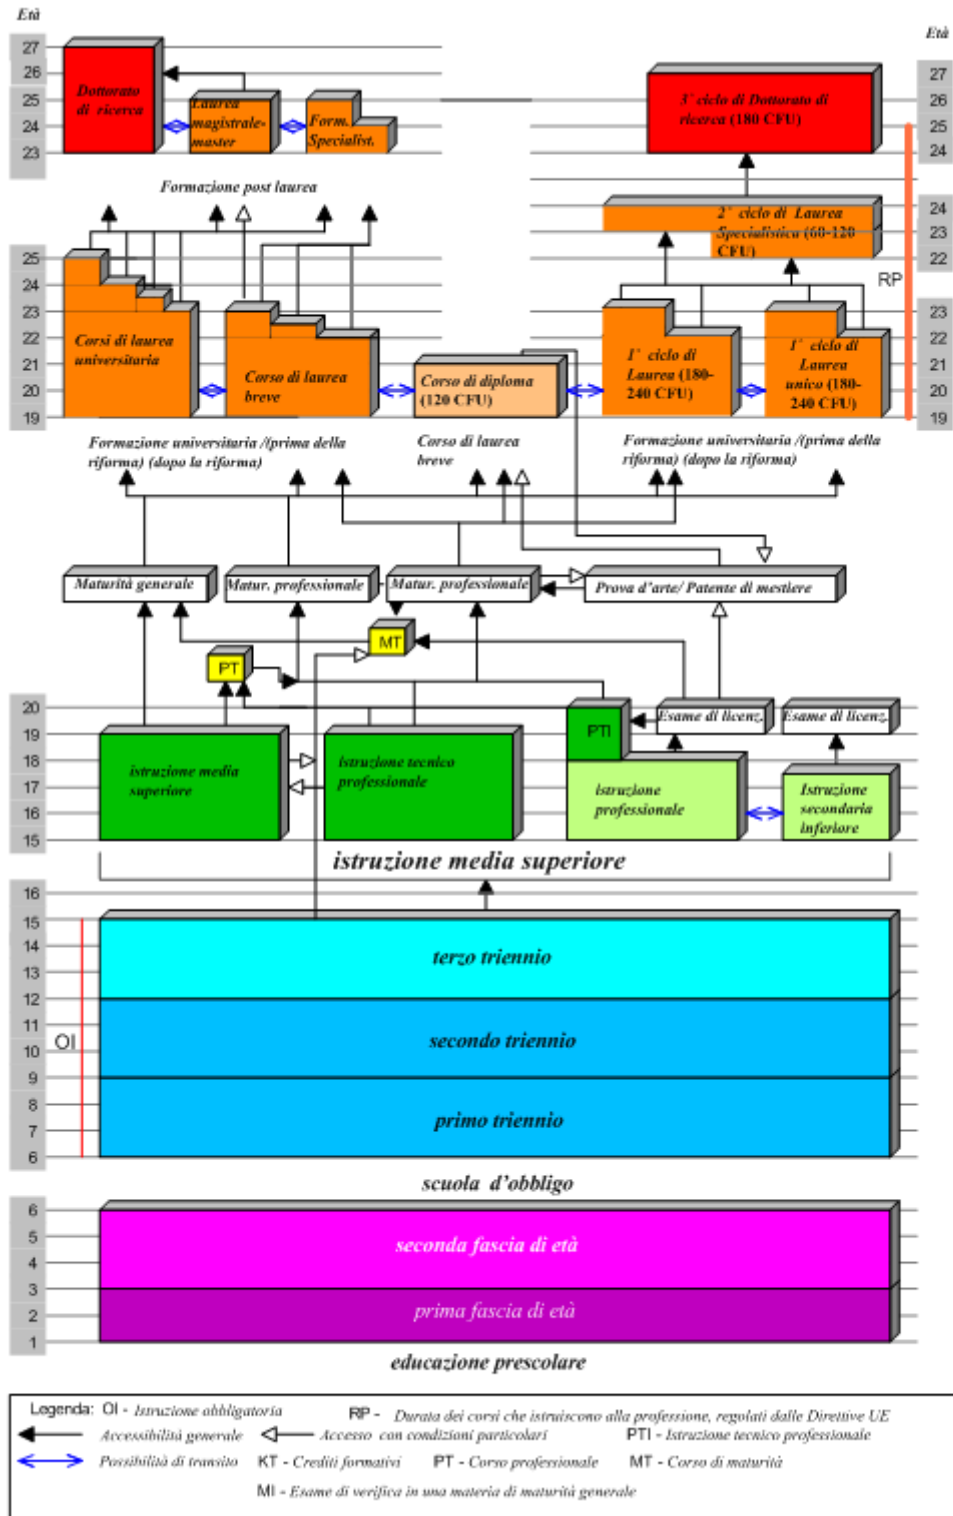 Età
Età
27
26
25
24
23
27
26
25
24
Dottorato
di ricerca
Laurea
magistrale-
master
Form.
Specialist.
3° ciclo di Dottorato di
ricerca (180 CFU)
Formazione post laurea
24
23
22
2° ciclo di Laurea
Specialistica (60-120
CFU)
RP
25
24
23
22
21
20
19
23
22
21
20
19
Corsi di laurea
universitaria
Corso di laurea
breve
Corso di diploma
(120 CFU)
1° ciclo di
Laurea (180-
240 CFU)
1° ciclo di
Laurea
unico (180-
240 CFU)
Formazione universitaria /(prima della
riforma) (dopo la riforma)
Corso di laurea
breve
Formazione universitaria /(prima della
riforma) (dopo la riforma)
Maturità generale
Matur. professionale
Matur. professionale
Prova d'arte/ Patente di mestiere
MT
PT
20
19
18
17
16
15
PTI
Esame di licenz.
Esame di licenz.
istruzione media
superiore
istruzione tecnico
professionale
istruzione
professionale
Istruzione
secondaria
inferiore
istruzione media superiore
16
15
14
13
12
11
10
9
8
7
6
OI
terzo triennio
secondo triennio
primo triennio
scuola d'obbligo
6
5
4
3
2
1
seconda fascia di età
prima fascia di età
educazione prescolare
Legenda: OI - Istruzione obbligatoria RP - Durata dei corsi che istruiscono alla professione, regolati dalle Direttive UE
Accessibilità generale Accesso con condizioni particolari PTI - Istruzione tecnico professionale
Possibilità di transito KT - Crediti formativi PT - Corso professionale MT - Corso di maturità
MI - Esame di verifica in una materia di maturità generale